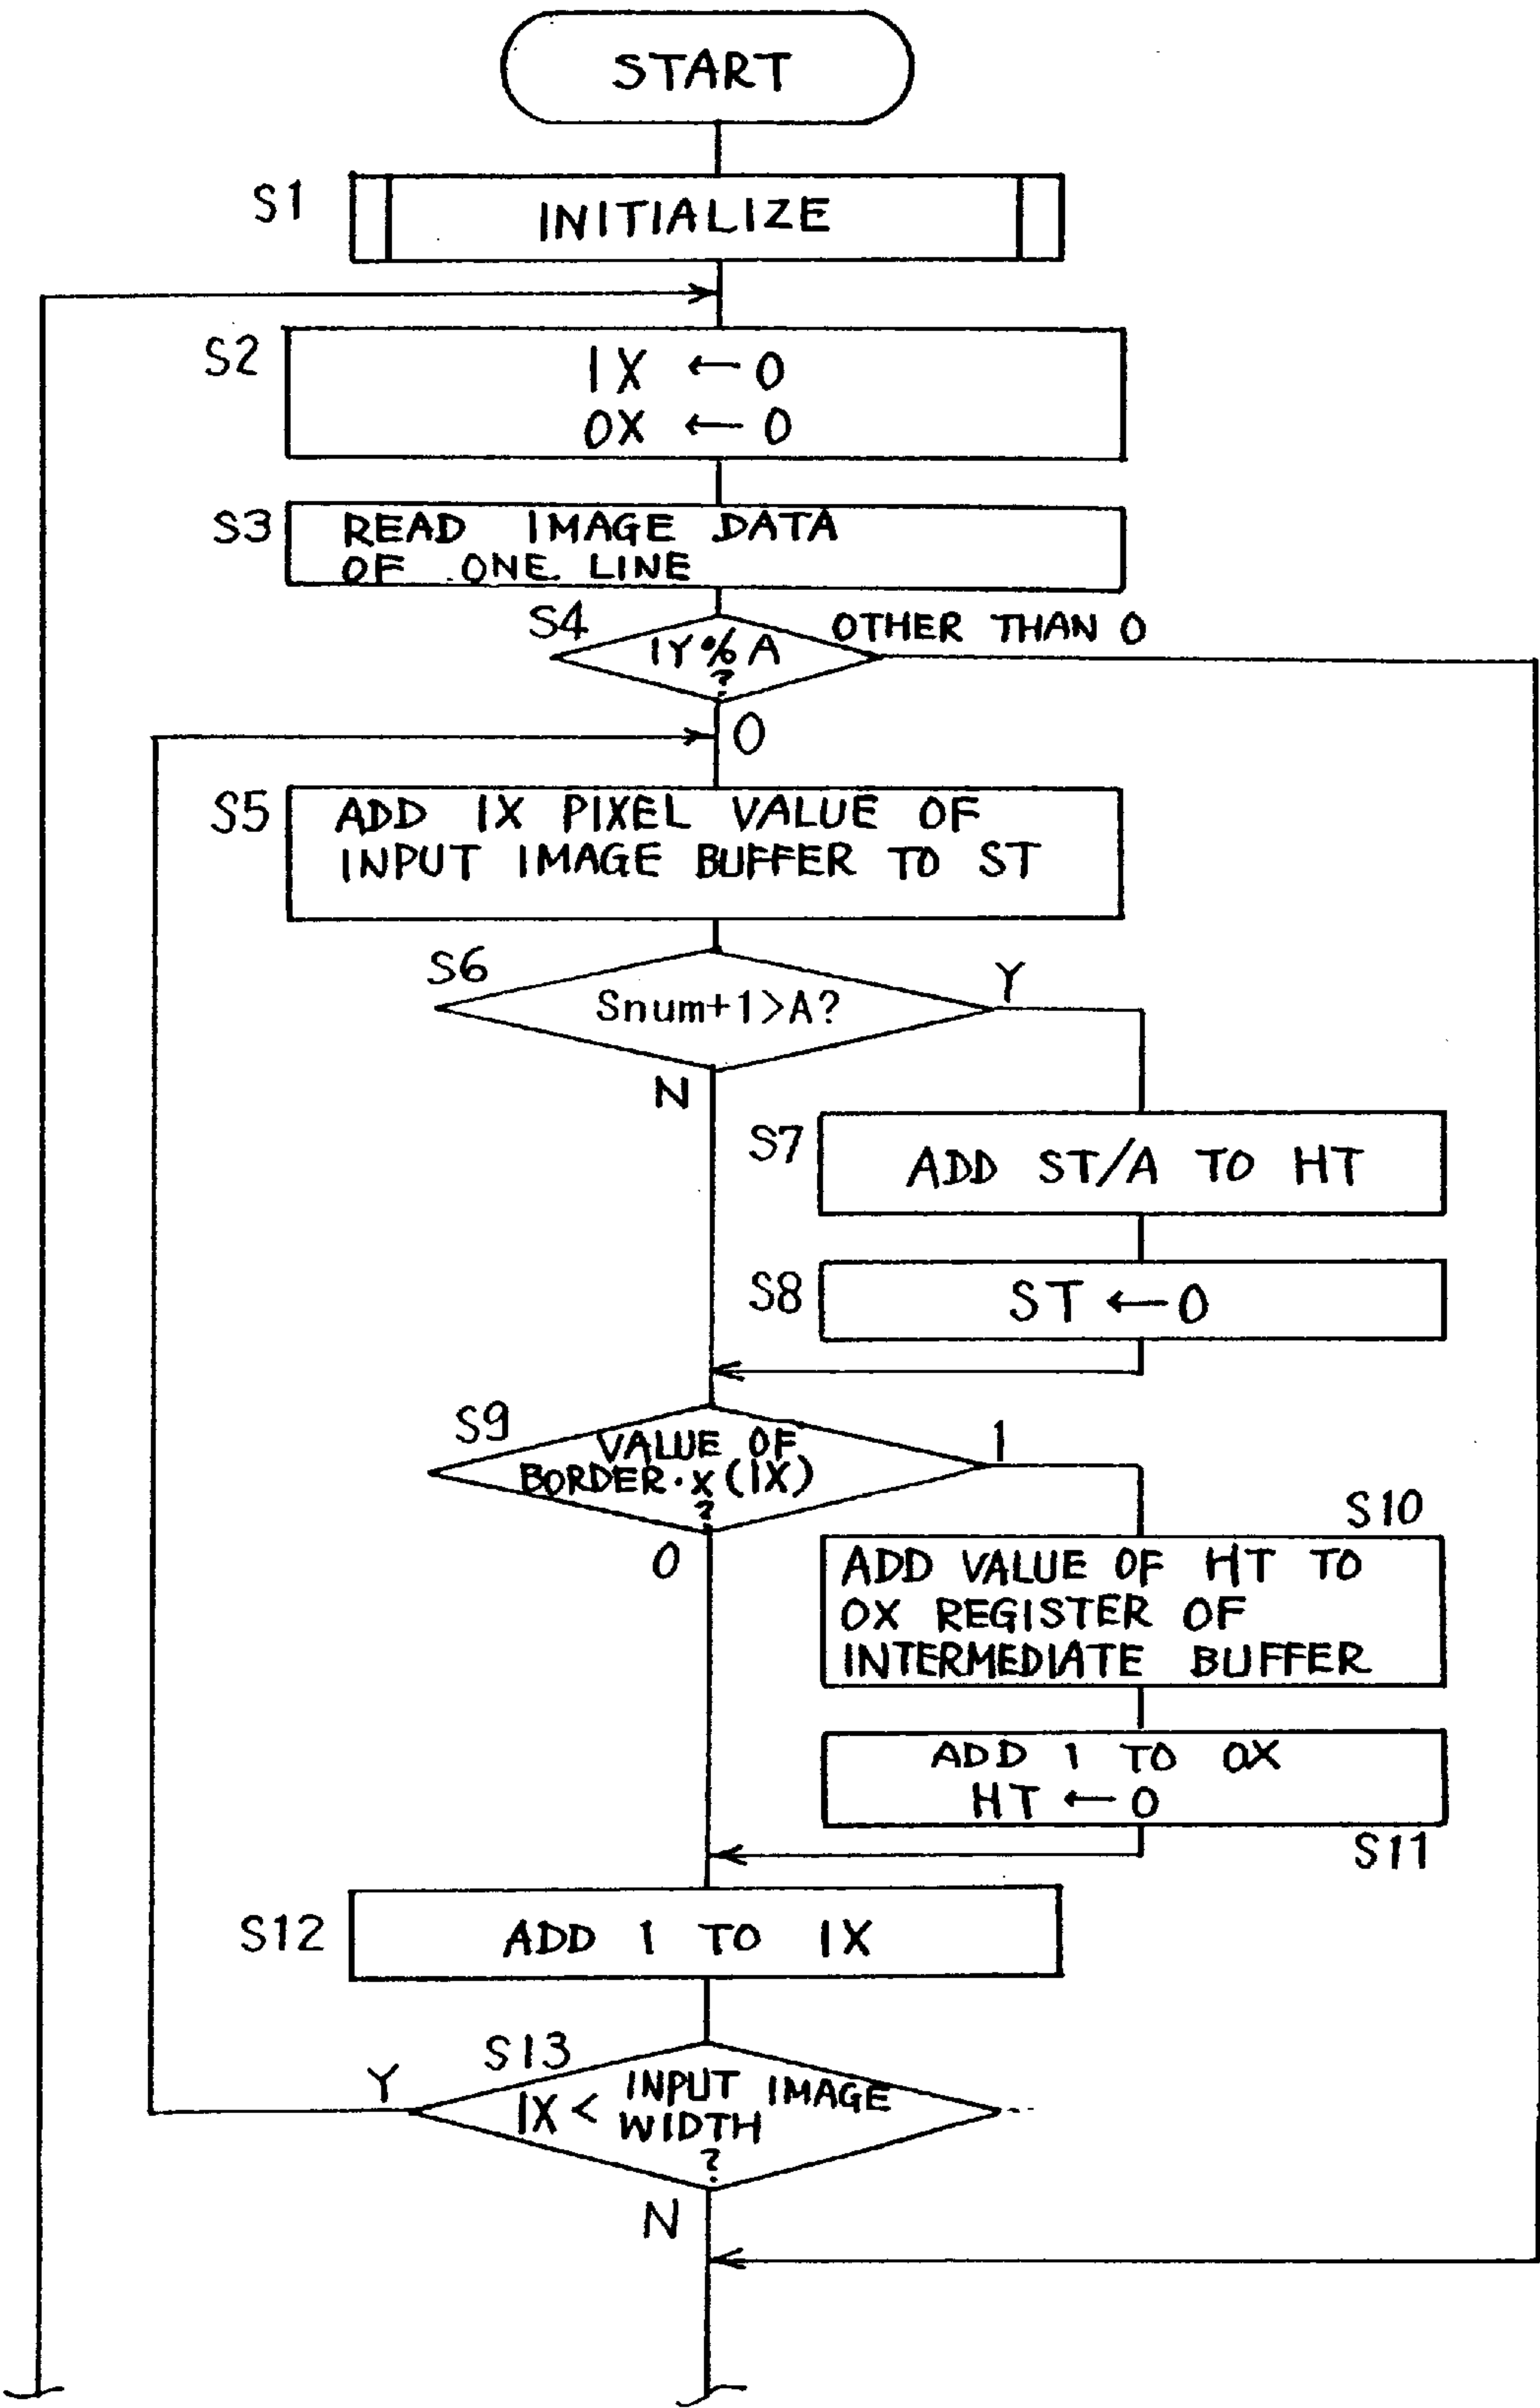 START
S1
INITIALIZE
S2
IX ← 0
OX ← 0
S3
READ IMAGE DATA
OF ONE LINE
S4
IY % A
?
OTHER THAN 0
0
S5
ADD IX PIXEL VALUE OF
INPUT IMAGE BUFFER TO ST
S6
Snum+1>A?
Y
N
S7
ADD ST/A TO HT
S8
ST ← 0
S9
VALUE OF
BORDER·X(IX)
?
1
0
S10
ADD VALUE OF HT TO
OX REGISTER OF
INTERMEDIATE BUFFER
ADD 1 TO OX
HT ← 0
S11
S12
ADD 1 TO IX
S13
Y
IX < INPUT IMAGE
WIDTH
?
N